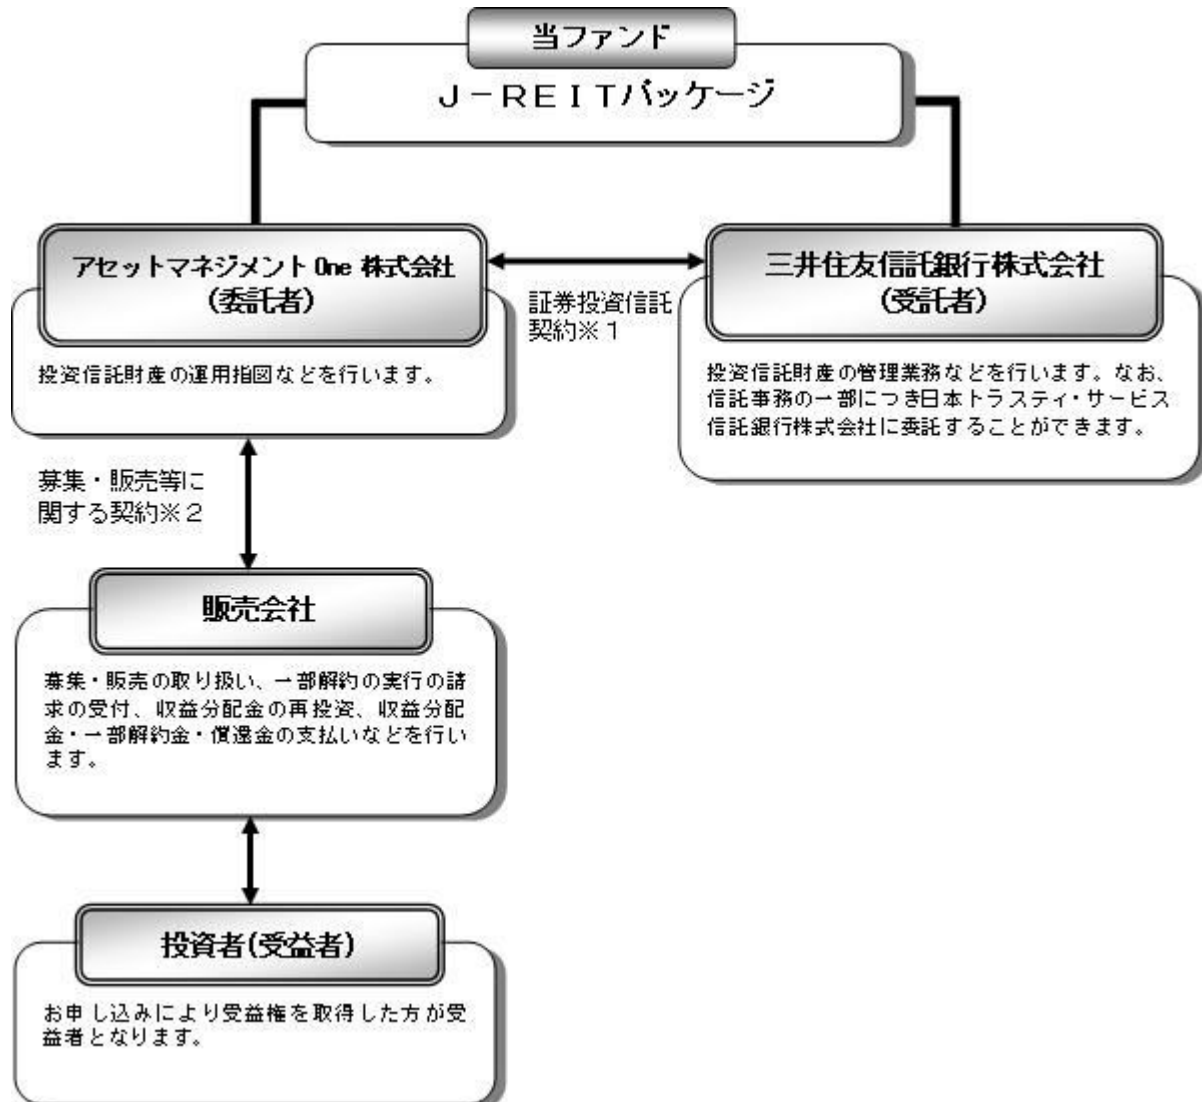 当ファンド
J-REITパッケージ
アセットマネジメント One 株式会社
(委託者)
投資信託財産の運用指図などを行います。
証券投資信託
契約※1
三井住友信託銀行株式会社
(受託者)
投資信託財産の管理業務などを行います。なお、
信託事務の一部につき日本トラスティ・サービス
信託銀行株式会社に委託することができます。
募集・販売等に
関する契約※2
販売会社
募集・販売の取り扱い、一部解約の実行の請
求の受付、収益分配金の再投資、収益分配
金・一部解約金・償還金の支払いなどを行い
ます。
投資者(受益者)
お申し込みにより受益権を取得した方が受
益者となります。